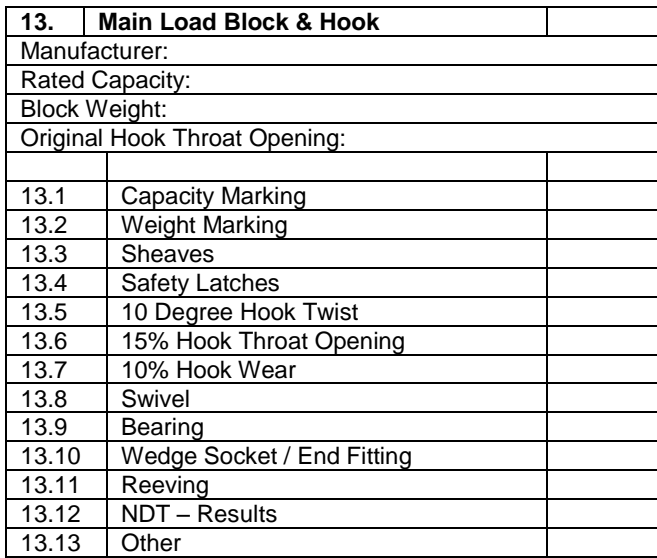 13. Main Load Block & Hook
Manufacturer:
Rated Capacity:
Block Weight:
Original Hook Throat Opening:
13.1 Capacity Marking
13.2 Weight Marking
13.3 Sheaves
13.4 Safety Latches
13.5 10 Degree Hook Twist
13.6 15% Hook Throat Opening
13.7 10% Hook Wear
13.8 Swivel
13.9 Bearing
13.10 Wedge Socket / End Fitting
13.11 Reeving
13.12 NDT – Results
13.13 Other